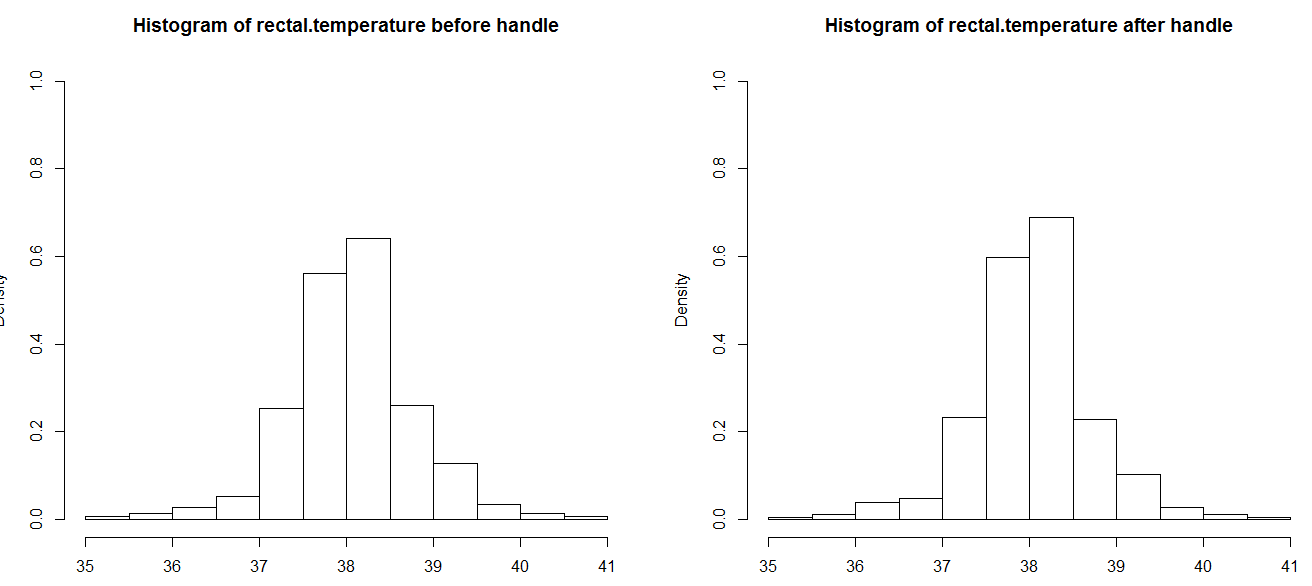 Histogram of rectal.temperature before handle
Density
1.0
0.8
0.6
0.4
0.2
0.0
35 36 37 38 39 40 41
Histogram of rectal.temperature after handle
Density
1.0
0.8
0.6
0.4
0.2
0.0
35 36 37 38 39 40 41